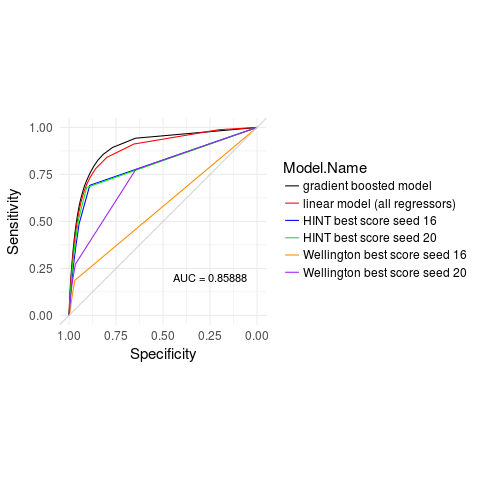 Model.Name
gradient boosted model
linear model (all regressors)
HINT best score seed 16
HINT best score seed 20
Wellington best score seed 16
Wellington best score seed 20
Sensitivity
1.00
0.75
0.50
0.25
0.00
AUC = 0.85888
1.00 0.75 0.50 0.25 0.00
Specificity